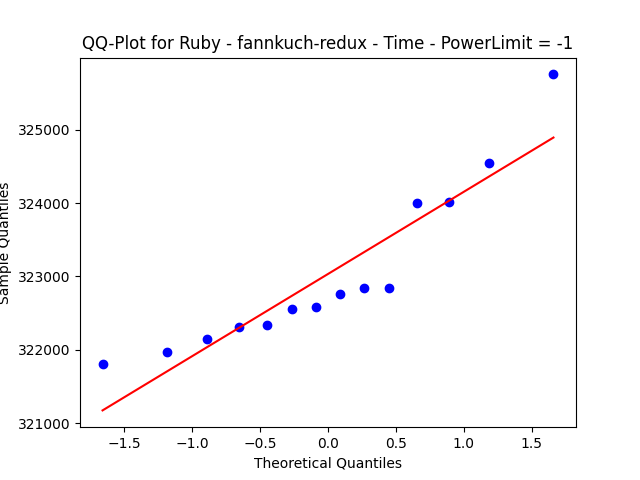 QQ-Plot for Ruby - fannkuch-redux - Time - PowerLimit = -1
325000
324000
323000
322000
321000
Sample Quantiles
−1.5 −1.0 −0.5 0.0 0.5 1.0 1.5
Theoretical Quantiles